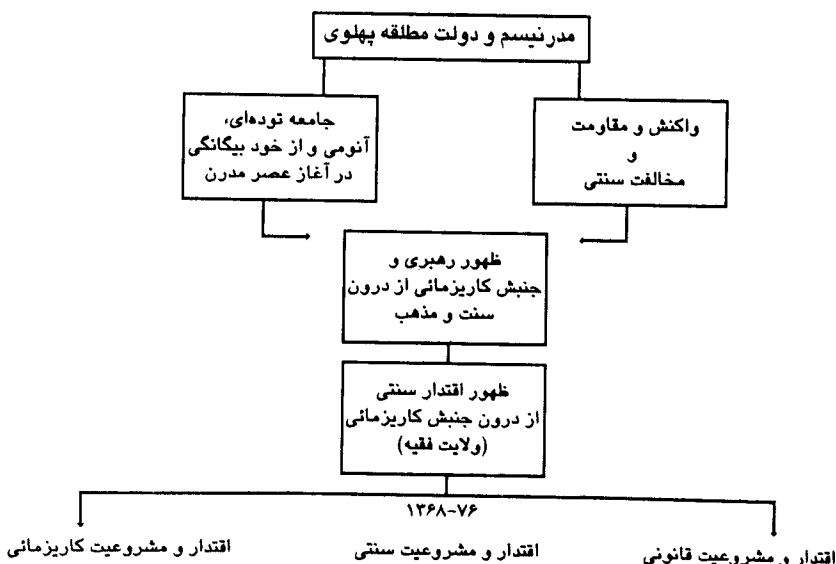 مدرنیسم و دولت مطلقه پهلوی
واکنش و مقاومت
و
مخالفت سنتی
جامعه توده‌ای،
آنومی و از خود بیگانگی
در آغاز عصر مدرن
ظهور رهبری و
جنبش کاریزمائی از درون
سنت و مذهب
ظهور اقتدار سنتی
از درون جنبش کاریزمائی
(ولایت فقیه)
۱۳۶۸-۷۶
اقتدار و مشروعیت قانونی
اقتدار و مشروعیت سنتی
اقتدار و مشروعیت کاریزمائی